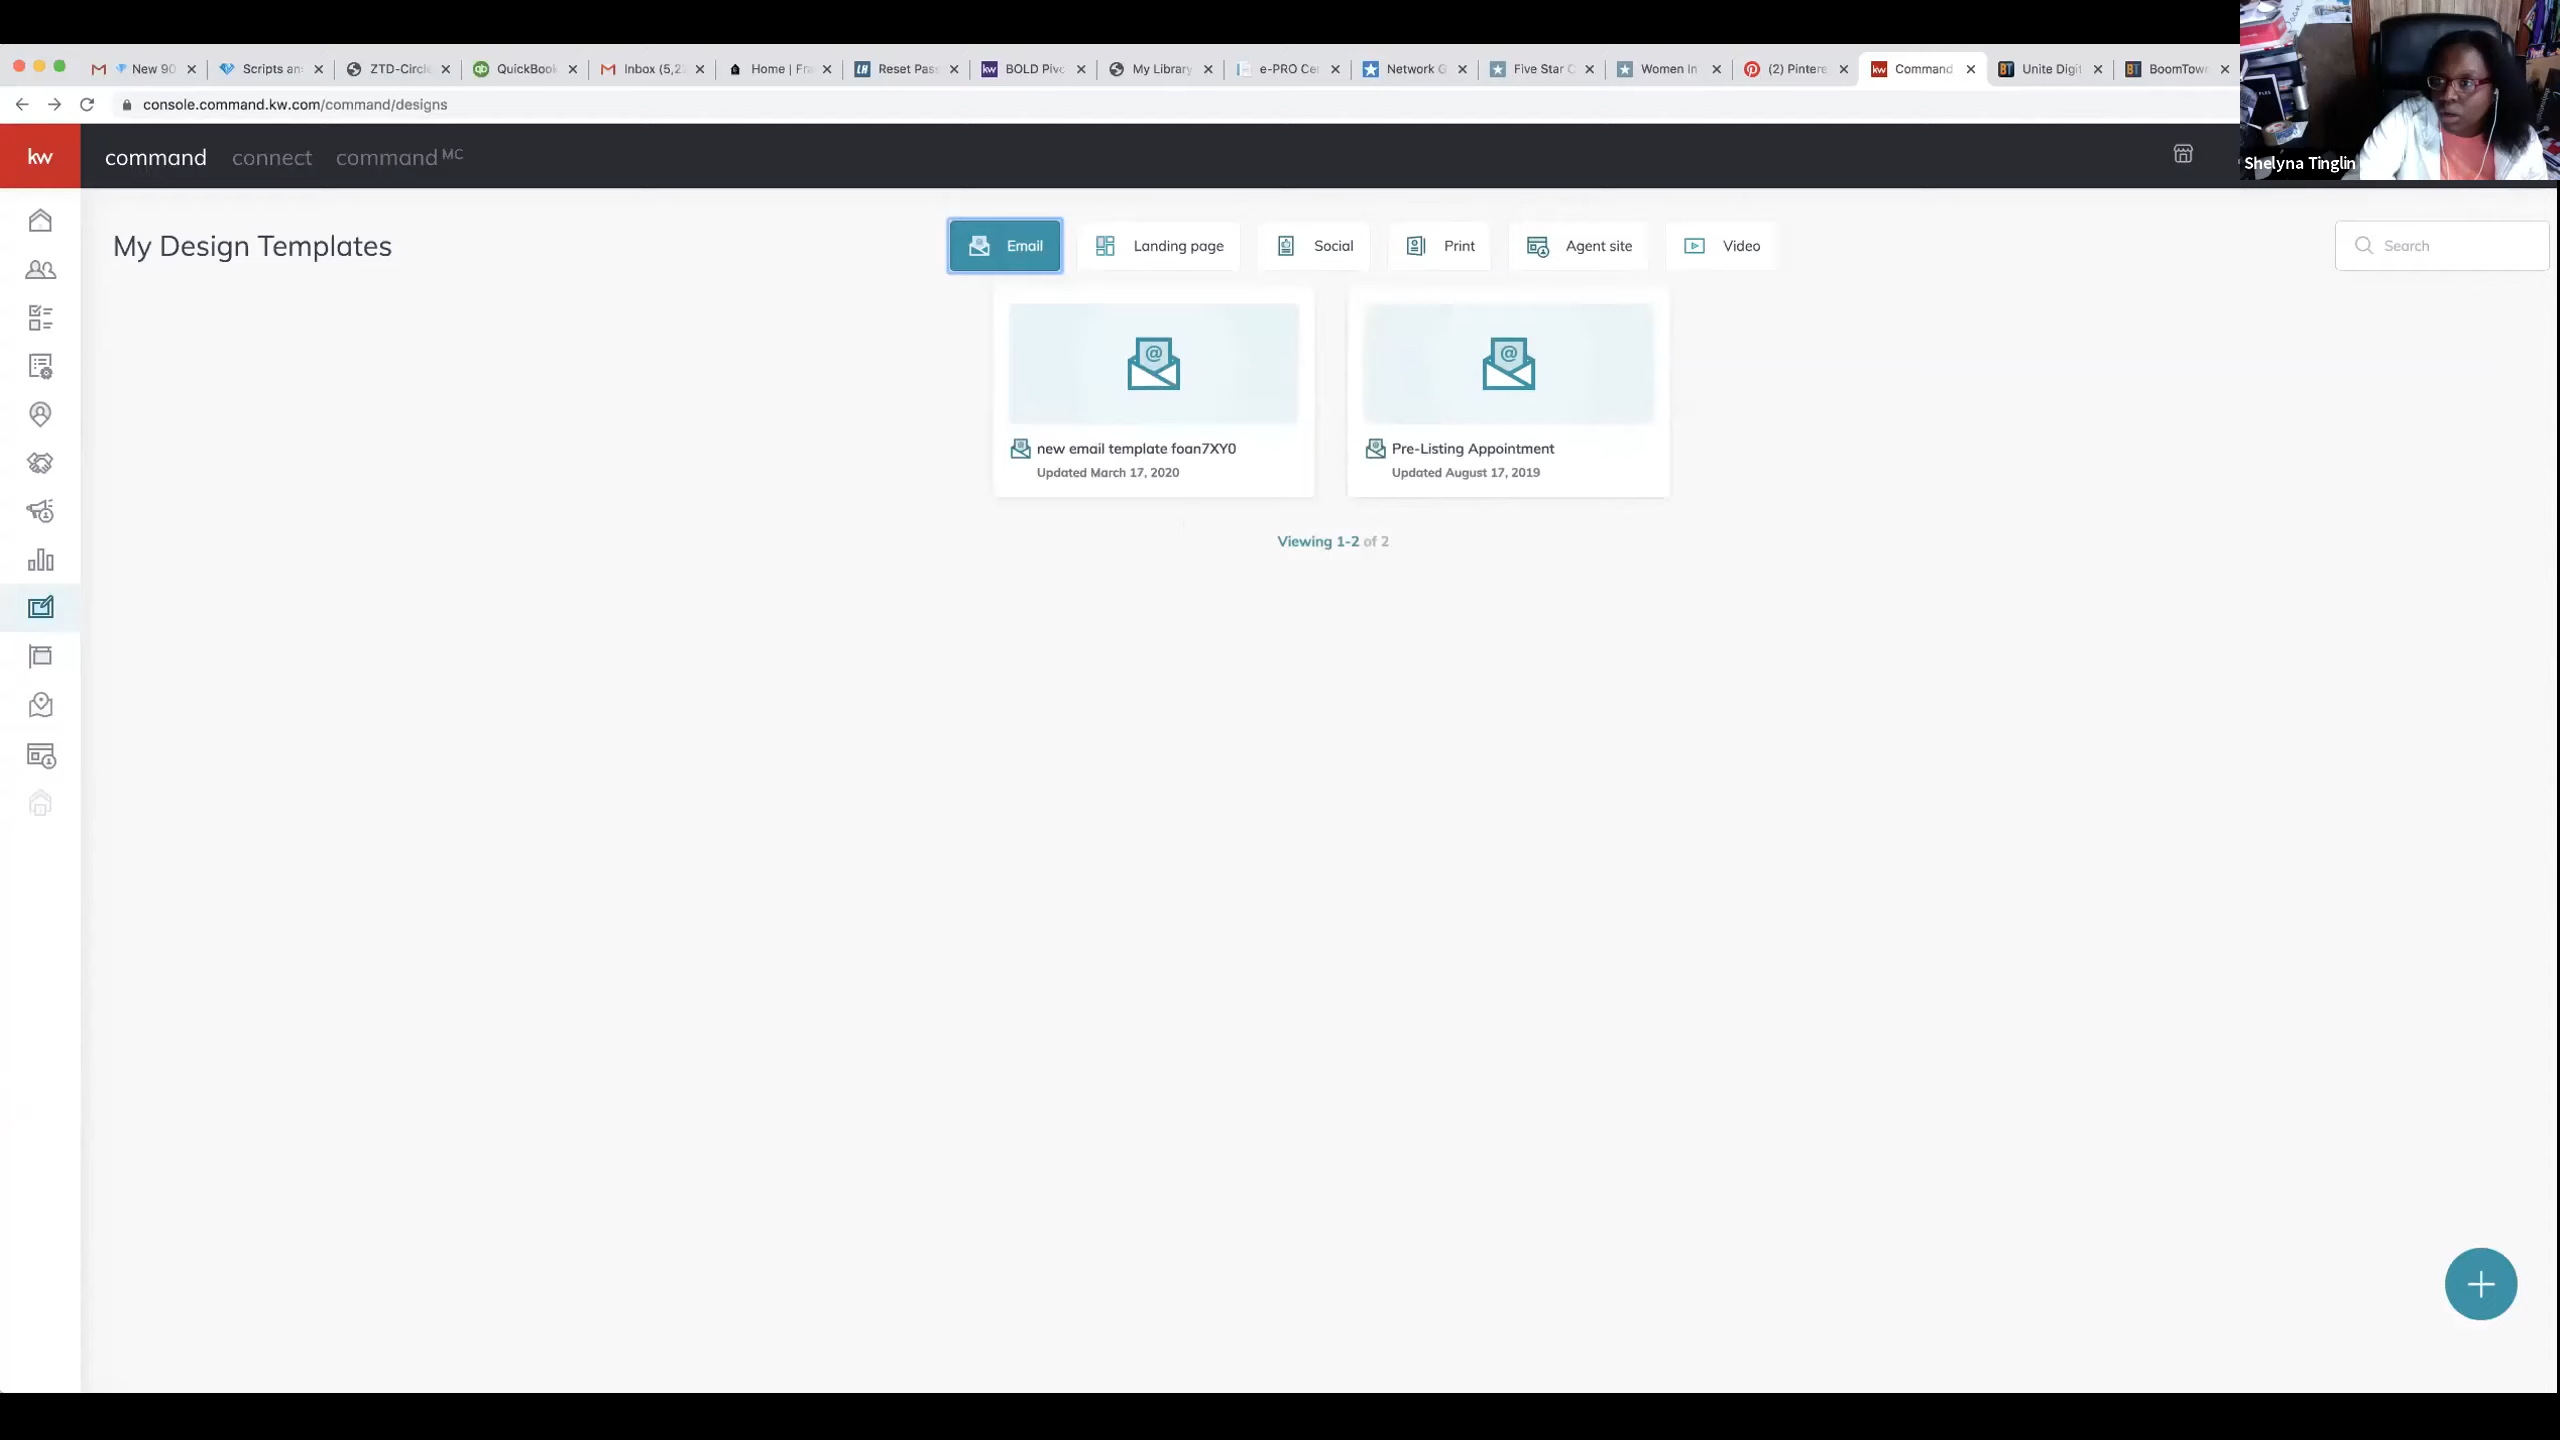 New 90
Scripts an
ZTD-Circle
QuickBook
Inbox (5,2
Home | Fra
Reset Pass
BOLD Pivo
My Library
e-PRO Cer
Network G
Five Star C
Women In
(2) Pintere
Command
Unite Digit
BoomTown
console.command.kw.com/command/designs
kw command connect command MC
Shelyna Tinglin
My Design Templates
Email Landing page Social Print Agent site Video
Search
new email template foan7XY0
Updated March 17, 2020
Pre-Listing Appointment
Updated August 17, 2019
Viewing 1-2 of 2